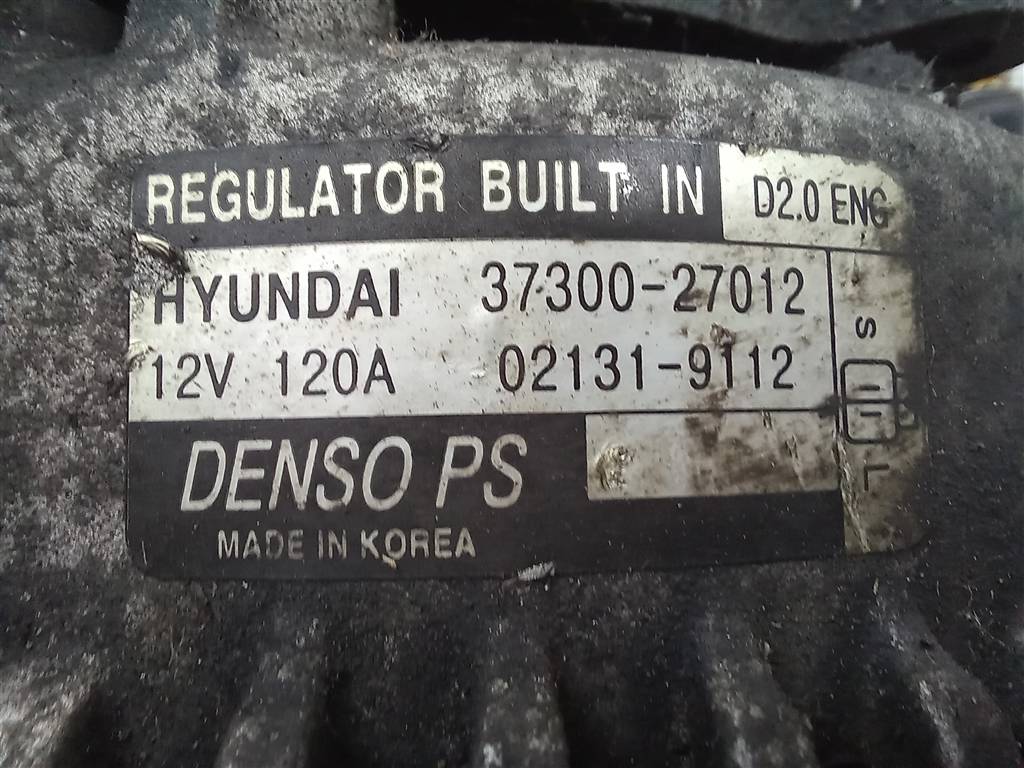 REGULATOR BUILT IN D2.0 ENG
HYUNDAI 37300-27012
12V 120A 02131-9112
S
L
DENSO PS
MADE IN KOREA